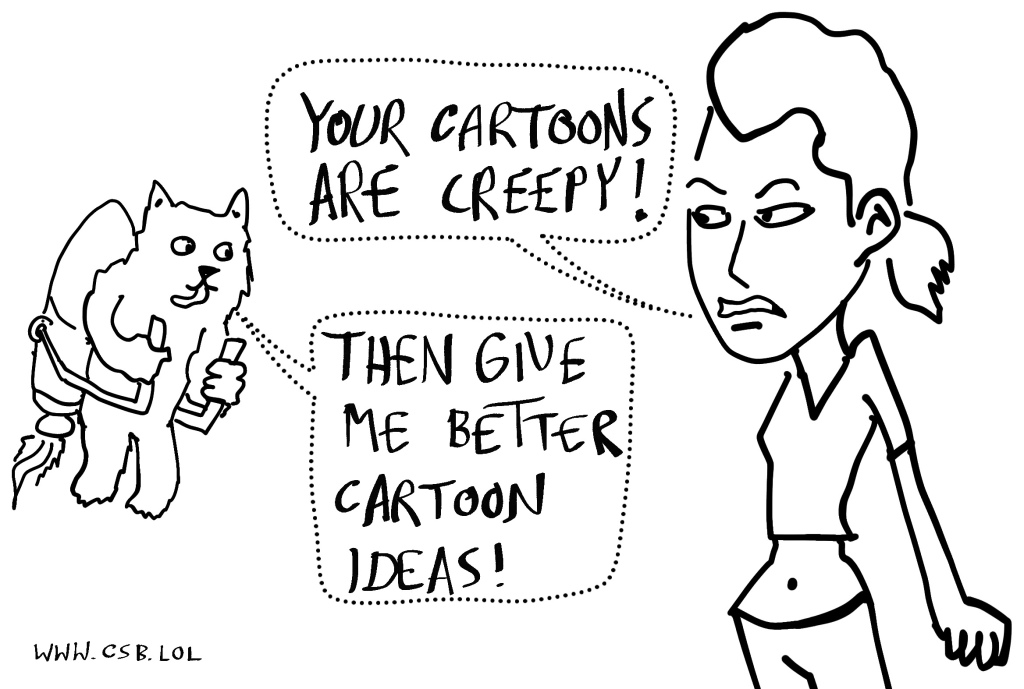 YOUR CARTOONS
ARE CREEPY!
THEN GIVE
ME BETTER
CARTOON
IDEAS!
WWW.CSB.LOL